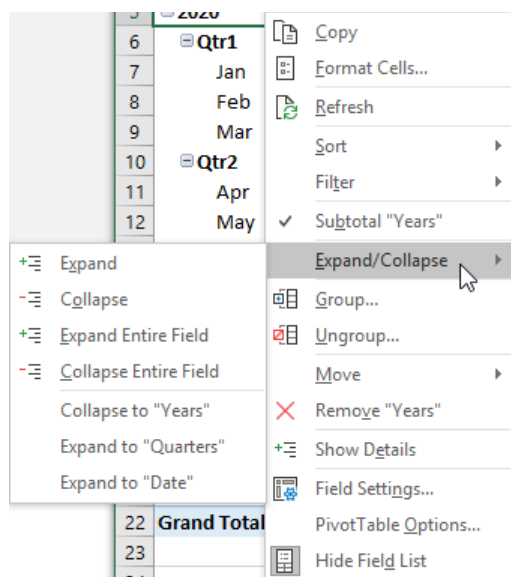 5 2020
6 Qtr1
7 Jan
8 Feb
9 Mar
10 Qtr2
11 Apr
12 May
22 Grand Total
23
Copy
Format Cells...
Refresh
Sort
Filter
Subtotal "Years"
Expand/Collapse
Group...
Ungroup...
Move
Remove "Years"
Show Details
Field Settings...
PivotTable Options...
Hide Field List
Expand
Collapse
Expand Entire Field
Collapse Entire Field
Collapse to "Years"
Expand to "Quarters"
Expand to "Date"